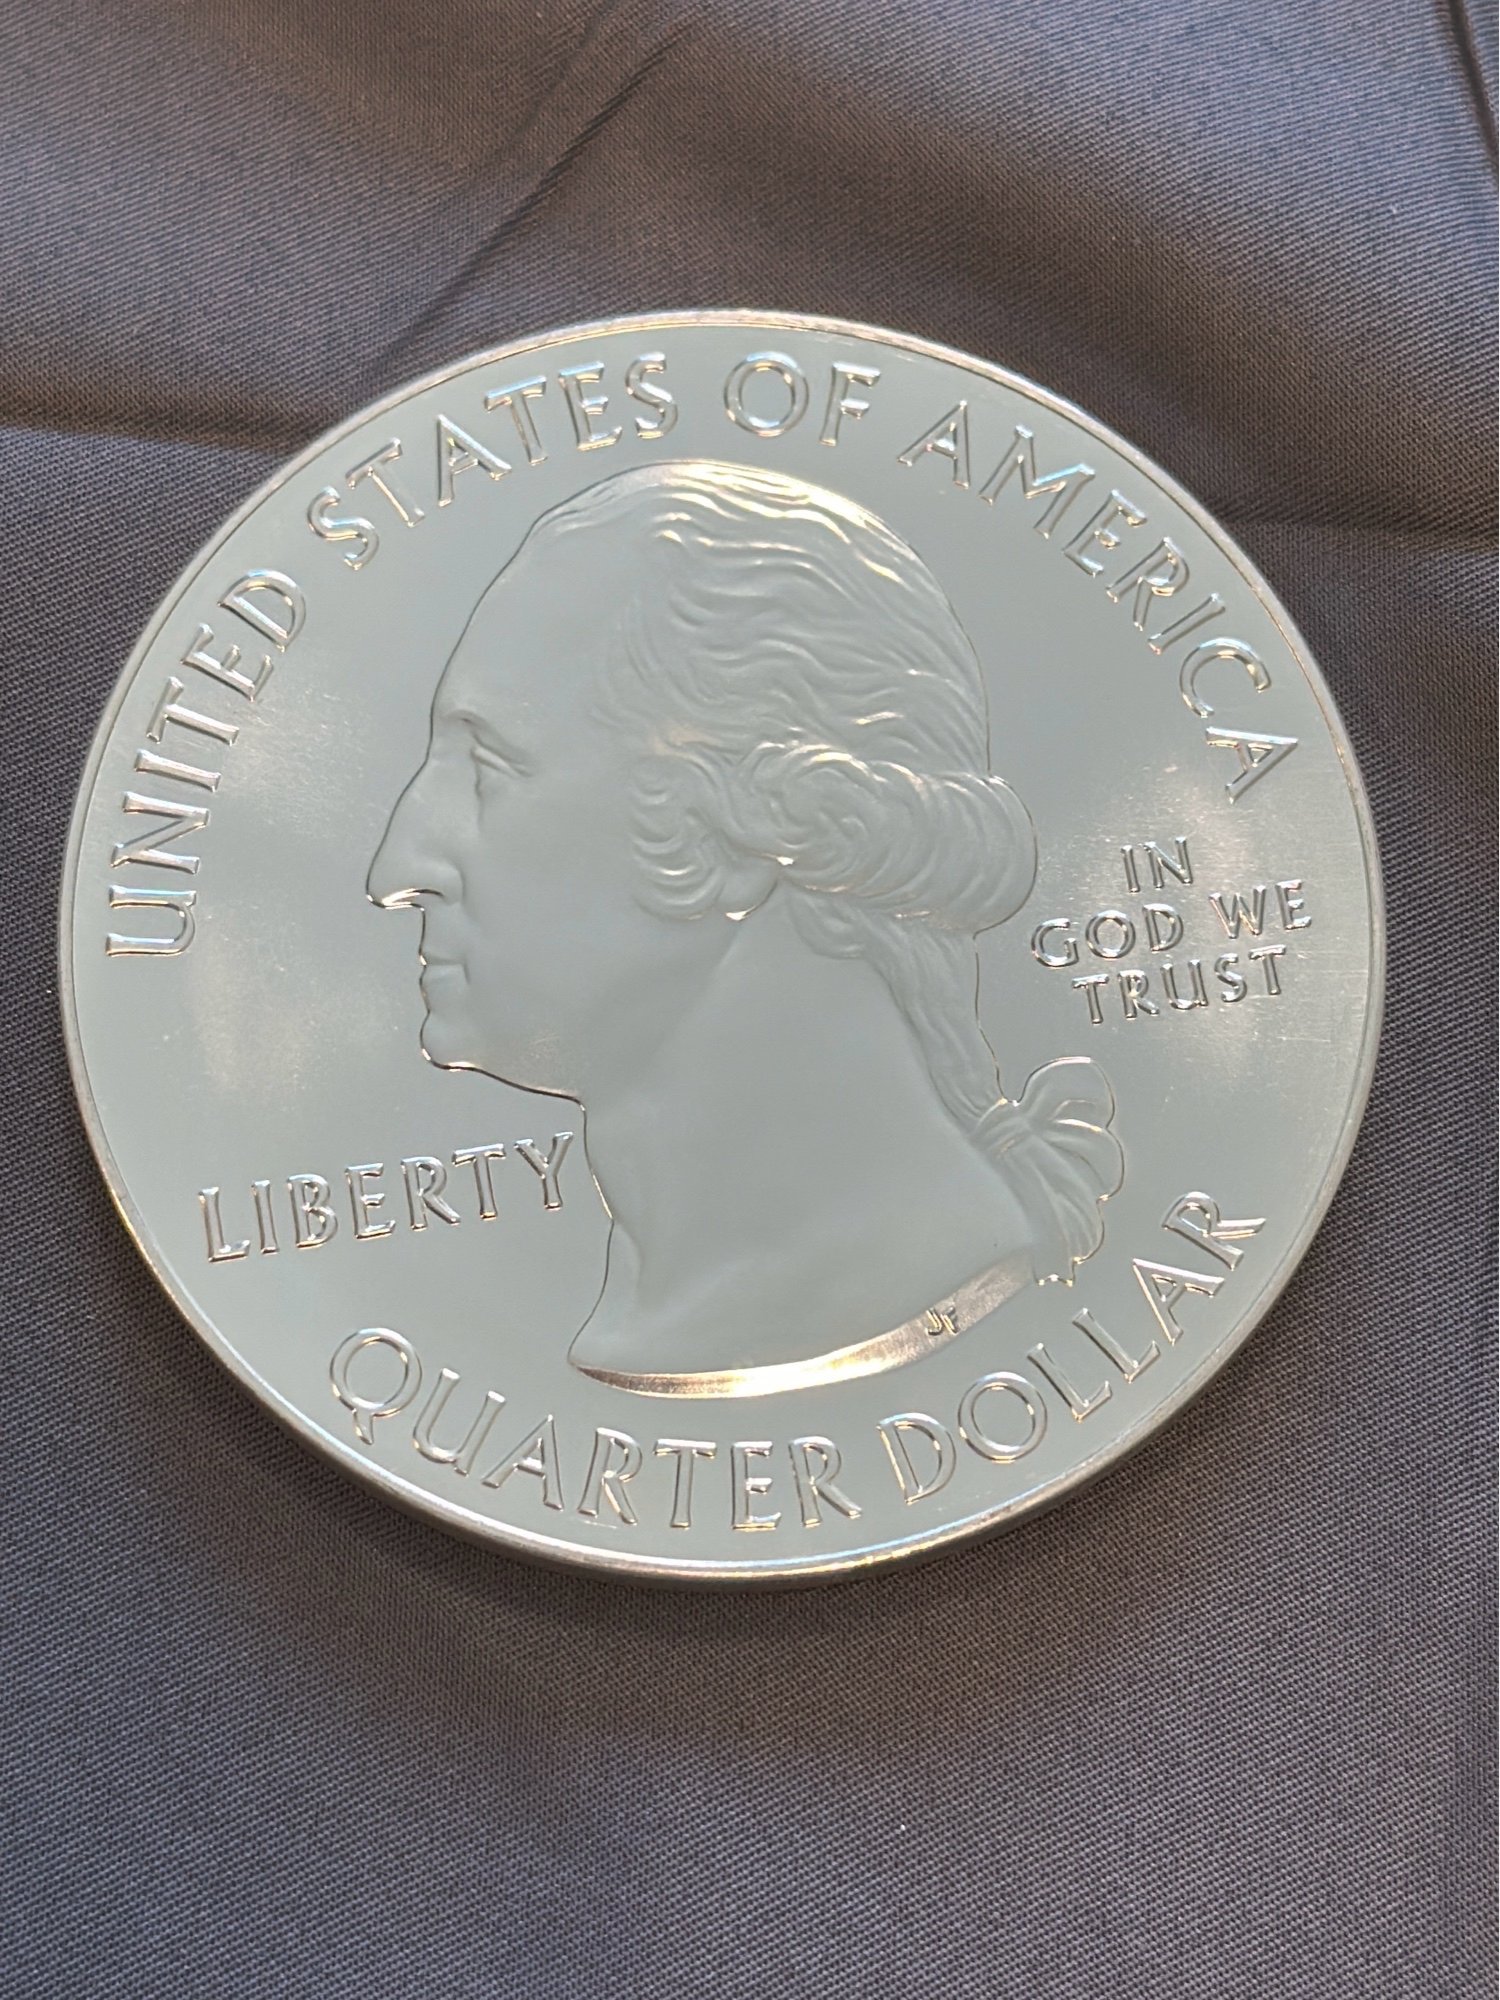 UNITED STATES OF AMERICA
LIBERTY
IN
GOD WE
TRUST
JF
QUARTER DOLLAR